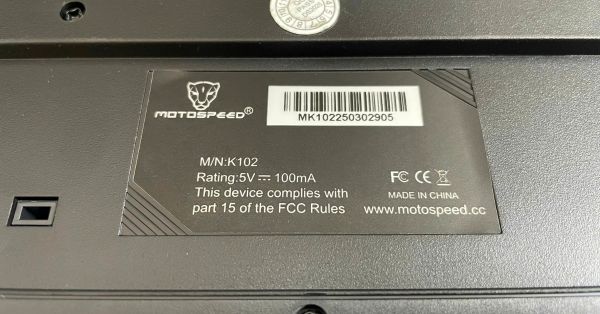 MOTOSPEED®
MK102250302905
M/N:K102
Rating:5V⎓100mA
This device complies with
part 15 of the FCC Rules
FC CE
MADE IN CHINA
www.motospeed.cc